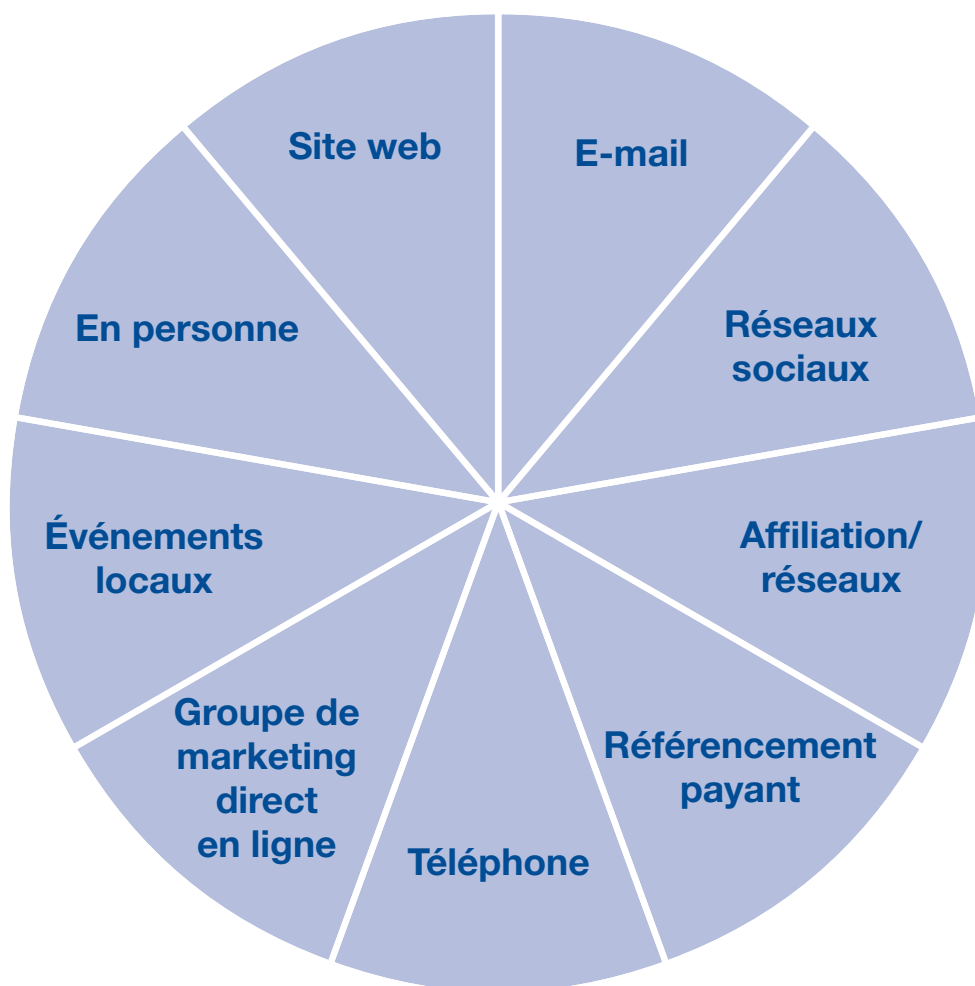 Site web
E-mail
Réseaux
sociaux
Affiliation/
réseaux
Référencement
payant
Téléphone
Groupe de
marketing
direct
en ligne
Événements
locaux
En personne